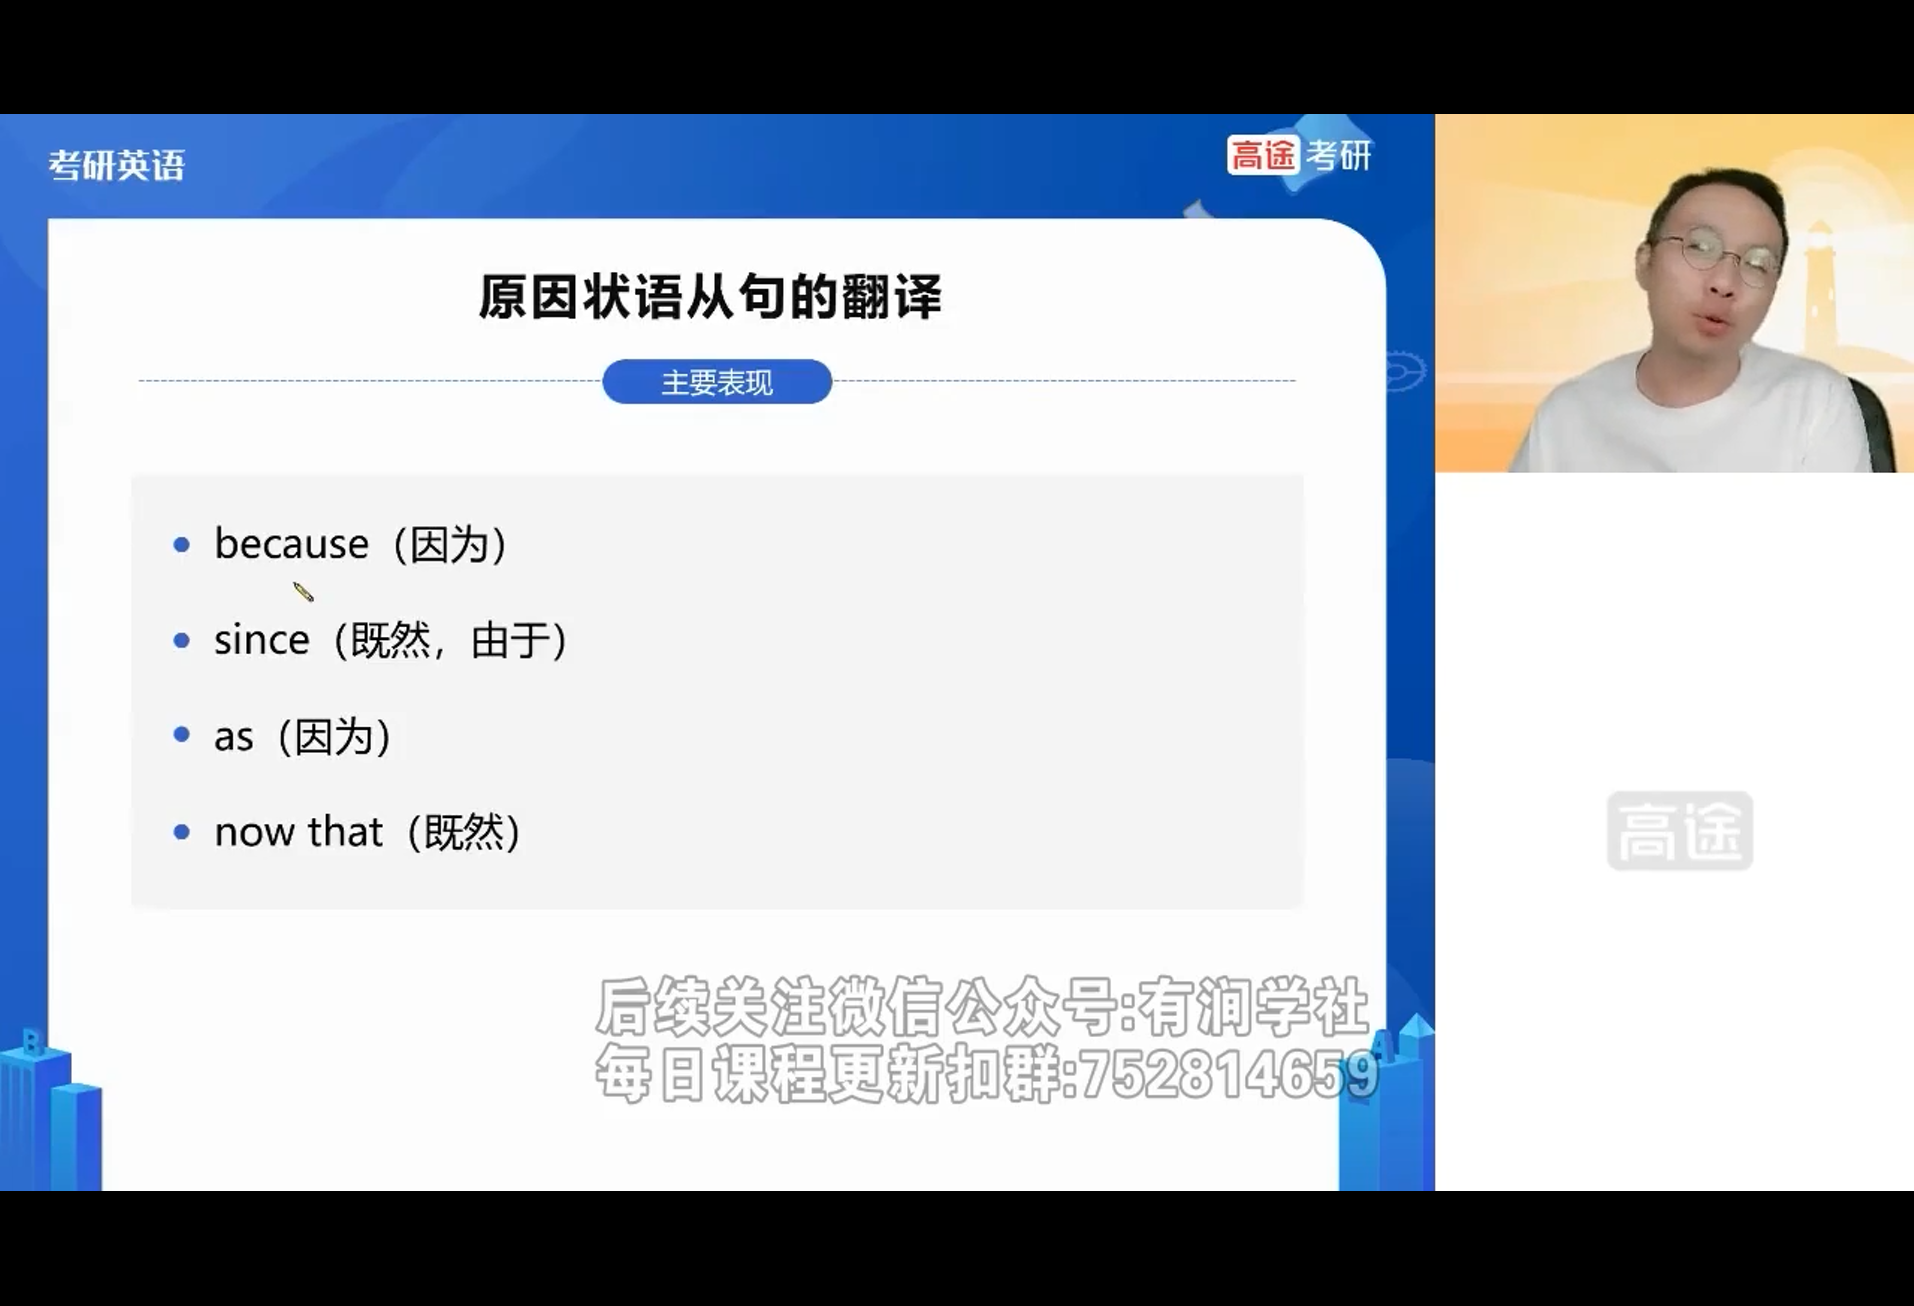 考研英语
高途考研
原因状语从句的翻译
主要表现
because（因为）
since（既然，由于）
as（因为）
now that（既然）
高途
后续关注微信公众号:有润学社
每日课程更新扣群:752814659
B
A